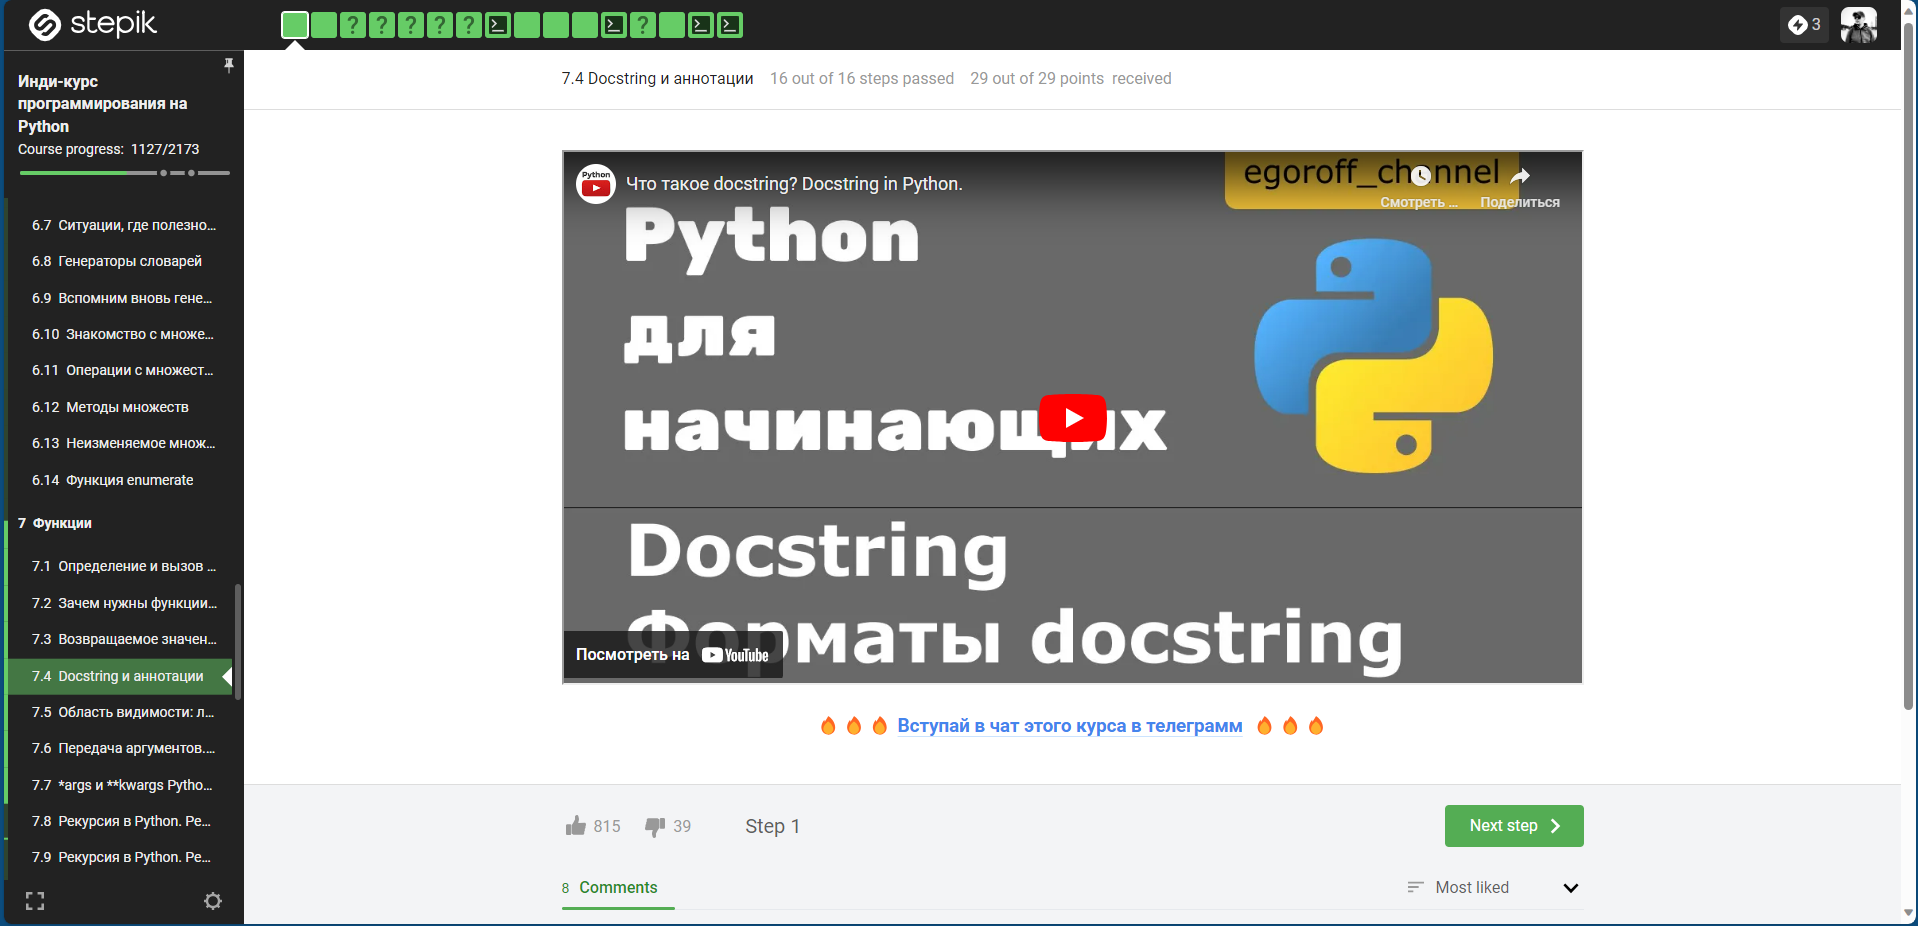 stepik
3
Инди-курс
программирования на
Python
Course progress: 1127/2173
6.7 Ситуации, где полезно...
6.8 Генераторы словарей
6.9 Вспомним вновь гене...
6.10 Знакомство с множе...
6.11 Операции с множест...
6.12 Методы множеств
6.13 Неизменяемое множ...
6.14 Функция enumerate
7 Функции
7.1 Определение и вызов ...
7.2 Зачем нужны функции...
7.3 Возвращаемое значен...
7.4 Docstring и аннотации
7.5 Область видимости: л...
7.6 Передача аргументов....
7.7 *args и **kwargs Pytho...
7.8 Рекурсия в Python. Ре...
7.9 Рекурсия в Python. Ре...
7.4 Docstring и аннотации 16 out of 16 steps passed 29 out of 29 points received
Python
Что такое docstring? Docstring in Python.
egoroff_channel
Смотреть ...
Поделиться
Python
для
начинающих
Docstring
Форматы docstring
Посмотреть на YouTube
Вступай в чат этого курса в телеграмм
815 39 Step 1
Next step
8 Comments
Most liked